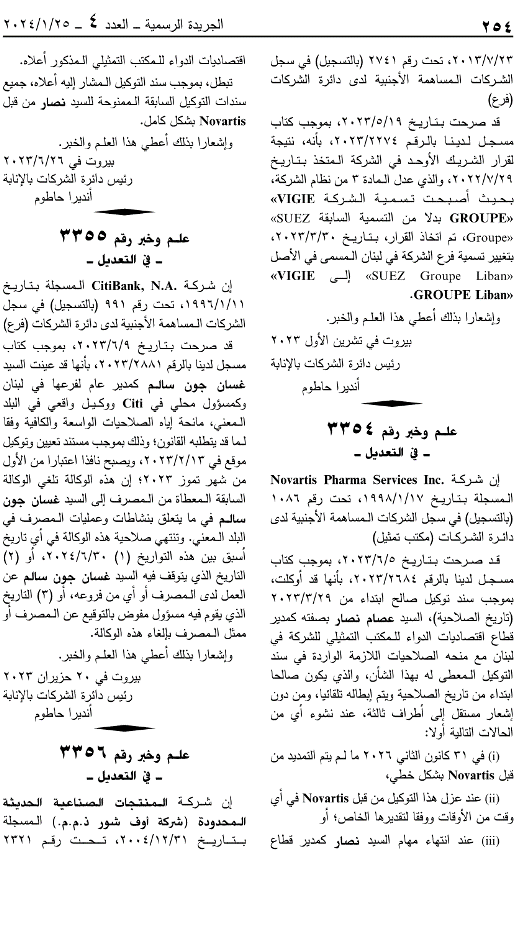 ٢٥٤
الجريدة الرسمية ــ العدد ٤ ــ ٢٠٢٤/١/٢٥
٢٠١٣/٧/٢٣، تحت رقم ٢٧٤١ (بالتسجيل) في سجل
الشركات المساهمة الأجنبية لدى دائرة الشركات
(فرع)
قد صرحت بتاريخ ٢٠٢٣/٥/١٩، بموجب كتاب
مسجل لدينا بالرقم ٢٠٢٣/٢٢٧٤، بأنه، نتيجة
لقرار الشريك الأوحد في الشركة المتخذ بتاريخ
٢٠٢٢/٧/٢٩، والذي عدل المادة ٣ من نظام الشركة،
بحيث أصبحت تسمية الشركة «VIGIE
GROUPE» بدلا من التسمية السابقة «SUEZ
Groupe»، تم اتخاذ القرار، بتاريخ ٢٠٢٣/٣/٣٠،
بتغيير تسمية فرع الشركة في لبنان المسمى في الأصل
«SUEZ Groupe Liban» إلى «VIGIE
GROUPE Liban».
وإشعارا بذلك أعطي هذا العلم والخبر.
بيروت في تشرين الأول ٢٠٢٣
رئيس دائرة الشركات بالإنابة
أنديرا حاطوم
علم وخبر رقم ٣٣٥٤
ــ في التعديل ــ
إن شركة .Novartis Pharma Services Inc
المسجلة بتاريخ ١٩٩٨/١/١٧، تحت رقم ١٠٨٦
(بالتسجيل) في سجل الشركات المساهمة الأجنبية لدى
دائرة الشركات (مكتب تمثيل)
قد صرحت بتاريخ ٢٠٢٣/٦/٥، بموجب كتاب
مسجل لدينا بالرقم ٢٠٢٣/٢٦٨٤، بأنها قد أوكلت،
بموجب سند توكيل صالح ابتداء من ٢٠٢٣/٣/٢٩
(تاريخ الصلاحية)، السيد عصام نصار بصفته كمدير
قطاع اقتصاديات الدواء للمكتب التمثيلي للشركة في
لبنان مع منحه الصلاحيات اللازمة الواردة في سند
التوكيل المعطى له بهذا الشأن، والذي يكون صالحا
ابتداء من تاريخ الصلاحية ويتم إبطاله تلقائيا، ومن دون
إشعار مستقل إلى أطراف ثالثة، عند نشوء أي من
الحالات التالية أولا:
(i) في ٣١ كانون الثاني ٢٠٢٦ ما لم يتم التمديد من
قبل Novartis بشكل خطي،
(ii) عند عزل هذا التوكيل من قبل Novartis في أي
وقت من الأوقات ووفقا لتقديرها الخاص؛ أو
(iii) عند انتهاء مهام السيد نصار كمدير قطاع
اقتصاديات الدواء للمكتب التمثيلي المذكور أعلاه.
تبطل، بموجب سند التوكيل المشار إليه أعلاه، جميع
سندات التوكيل السابقة الممنوحة للسيد نصار من قبل
Novartis بشكل كامل.
وإشعارا بذلك أعطي هذا العلم والخبر.
بيروت في ٢٠٢٣/٦/٢٦
رئيس دائرة الشركات بالإنابة
أنديرا حاطوم
علم وخبر رقم ٣٣٥٥
ــ في التعديل ــ
إن شركة .CitiBank, N.A المسجلة بتاريخ
١٩٩٦/١/١١، تحت رقم ٩٩١ (بالتسجيل) في سجل
الشركات المساهمة الأجنبية لدى دائرة الشركات (فرع)
قد صرحت بتاريخ ٢٠٢٣/٦/٩، بموجب كتاب
مسجل لدينا بالرقم ٢٠٢٣/٢٨٨١، بأنها قد عينت السيد
غسان جون سالم كمدير عام لفرعها في لبنان
وكمسؤول محلي في Citi ووكيل واقعي في البلد
المعني، مانحة إياه الصلاحيات الواسعة والكافية وفقا
لما قد يتطلبه القانون؛ وذلك بموجب مستند تعيين وتوكيل
موقع في ٢٠٢٣/٢/١٣، ويصبح نافذا اعتبارا من الأول
من شهر تموز ٢٠٢٣؛ إن هذه الوكالة تلغي الوكالة
السابقة المعطاة من المصرف إلى السيد غسان جون
سالم في ما يتعلق بنشاطات وعمليات المصرف في
البلد المعني. وتنتهي صلاحية هذه الوكالة في أي تاريخ
أسبق بين هذه التواريخ (١) ٢٠٢٤/٦/٣٠، أو (٢)
التاريخ الذي يتوقف فيه السيد غسان جون سالم عن
العمل لدى المصرف أو أي من فروعه، أو (٣) التاريخ
الذي يقوم فيه مسؤول مفوض بالتوقيع عن المصرف أو
ممثل المصرف بإلغاء هذه الوكالة.
وإشعارا بذلك أعطي هذا العلم والخبر.
بيروت في ٢٠ حزيران ٢٠٢٣
رئيس دائرة الشركات بالإنابة
أنديرا حاطوم
علم وخبر رقم ٣٣٥٦
ــ في التعديل ــ
إن شركة المنتجات الصناعية الحديثة
المحدودة (شركة أوف شور ذ.م.م.) المسجلة
بتاريخ ٢٠٠٤/١٢/٣١، تحت رقم ٢٣٢١